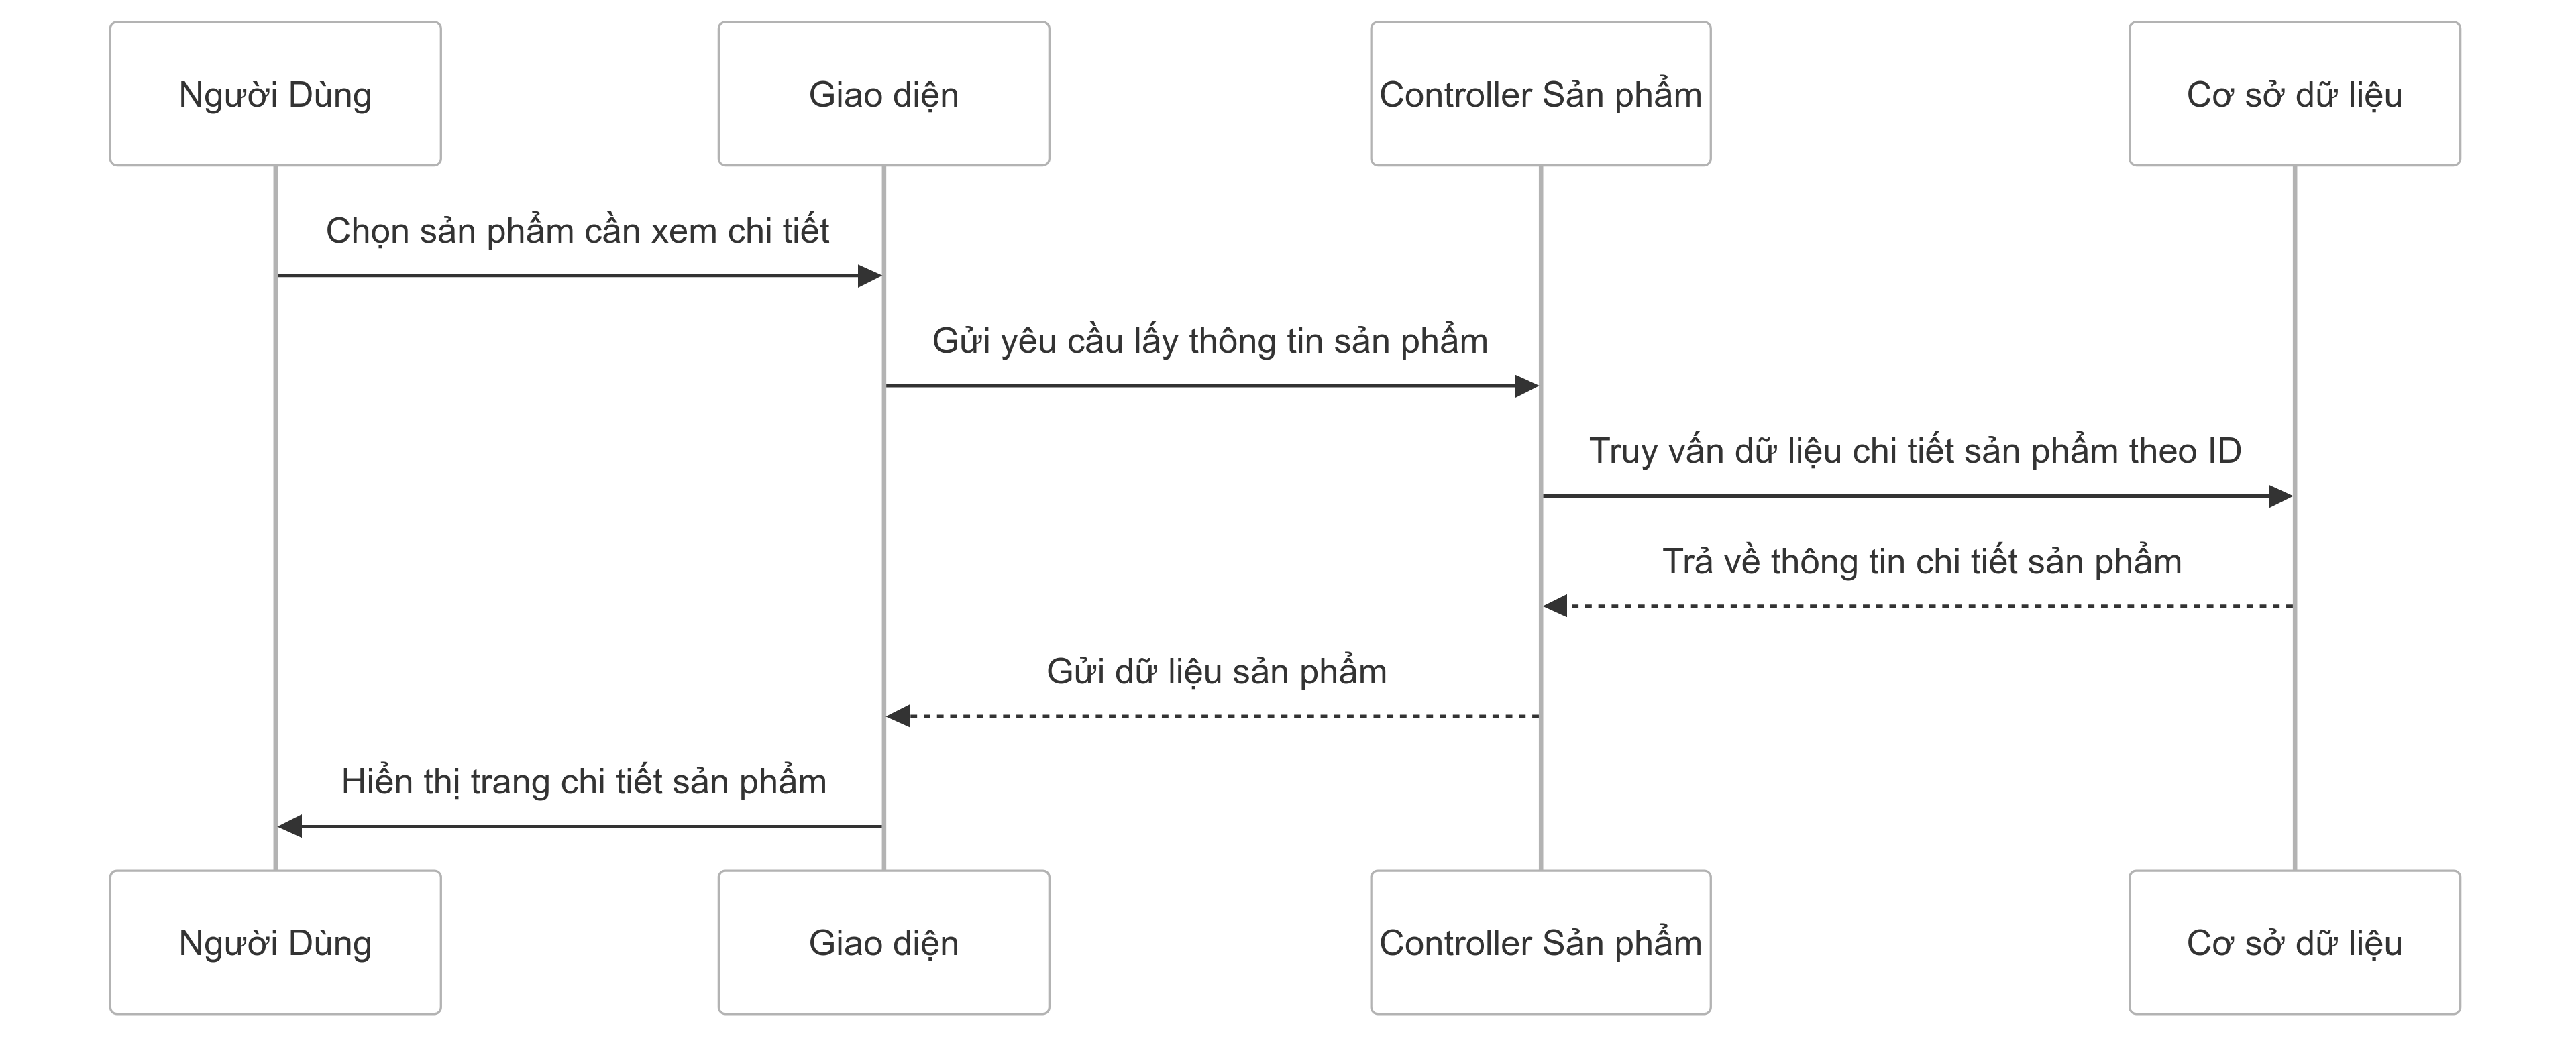 Người Dùng
Giao diện
Controller Sản phẩm
Cơ sở dữ liệu
Chọn sản phẩm cần xem chi tiết
Gửi yêu cầu lấy thông tin sản phẩm
Truy vấn dữ liệu chi tiết sản phẩm theo ID
Trả về thông tin chi tiết sản phẩm
Gửi dữ liệu sản phẩm
Hiển thị trang chi tiết sản phẩm
Người Dùng
Giao diện
Controller Sản phẩm
Cơ sở dữ liệu